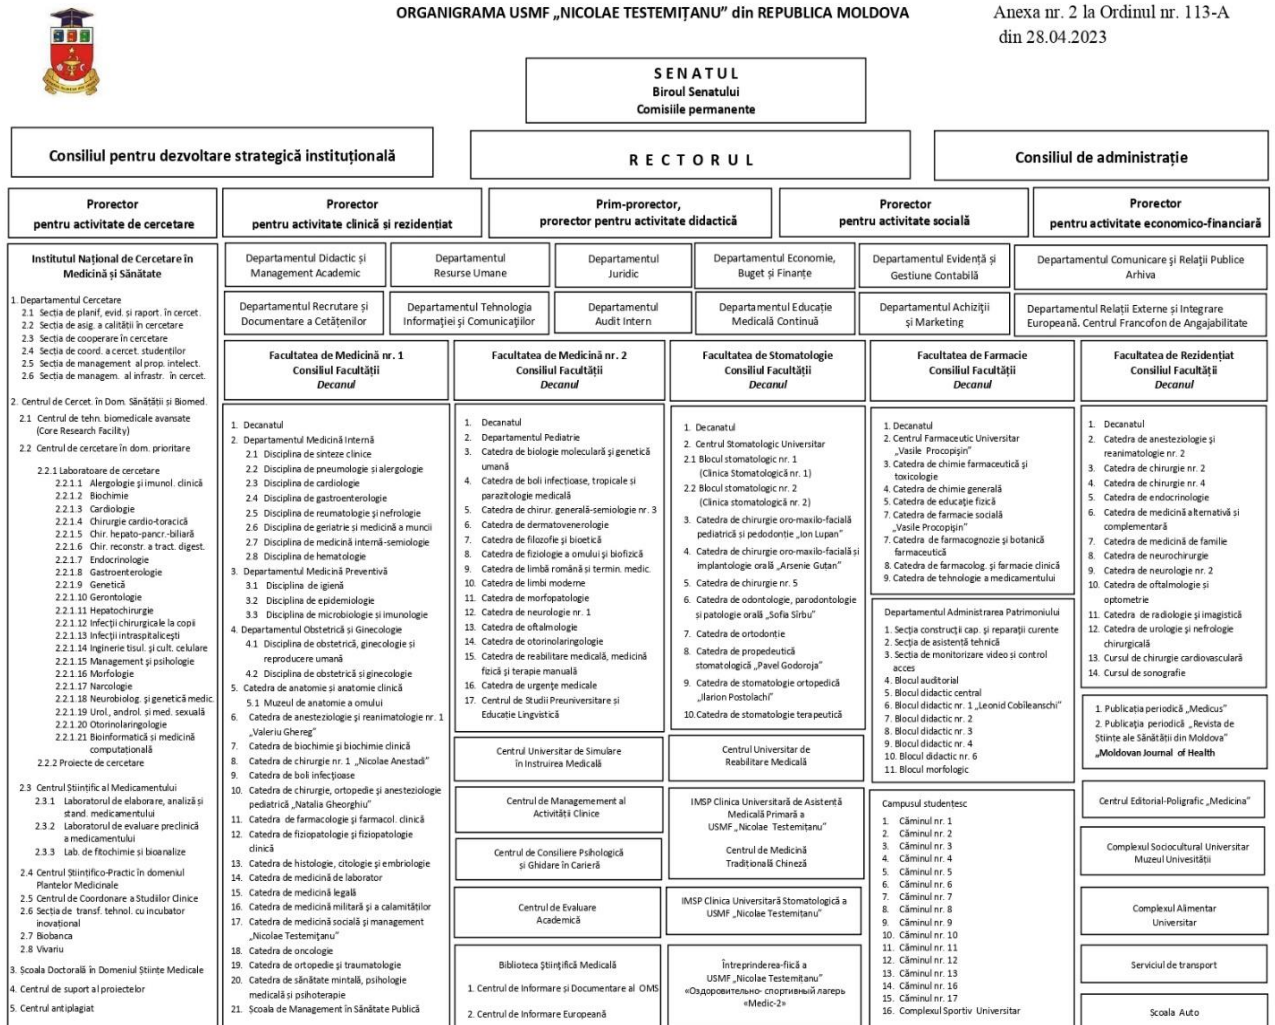 ORGANIGRAMA USMF „NICOLAE TESTEMIȚANU” din REPUBLICA MOLDOVA
Anexa nr. 2 la Ordinul nr. 113-A
din 28.04.2023
SENATUL
Biroul Senatului
Comisiile permanente
Consiliul pentru dezvoltare strategică instituțională
RECTORUL
Consiliul de administrație
Prorector
pentru activitate de cercetare
Prorector
pentru activitate clinică și rezidențiat
Prim-prorector,
prorector pentru activitate didactică
Prorector
pentru activitate socială
Prorector
pentru activitate economico-financiară
Institutul Național de Cercetare în
Medicină și Sănătate
1. Departamentul Cercetare
2.1 Secția de planif, evid. și raport. în cercet.
2.2 Secția de asig. a calității în cercetare
2.3 Secția de cooperare în cercetare
2.4 Secția de coord. a cercet. studenților
2.5 Secția de management al prop. intelect.
2.6 Secția de managem. al infrastr. în cercet.
2. Centrul de Cercet. în Dom. Sănătății și Biomed.
2.1 Centrul de tehn. biomedicale avansate
(Core Research Facility)
2.2 Centrul de cercetare în dom. prioritare
2.2.1 Laboratoare de cercetare
2.2.1.1 Alergologie și imunol. clinică
2.2.1.2 Biochimie
2.2.1.3 Cardiologie
2.2.1.4 Chirurgie cardio-toracică
2.2.1.5 Chir. hepato-pancr.-biliară
2.2.1.6 Chir. reconstr. a tract. digest.
2.2.1.7 Endocrinologie
2.2.1.8 Gastroenterologie
2.2.1.9 Genetică
2.2.1.10 Gerontologie
2.2.1.11 Hepatochirurgie
2.2.1.12 Infecții chirurgicale la copii
2.2.1.13 Infecții intraspitalicești
2.2.1.14 Inginerie tisul. și cult. celulare
2.2.1.15 Management și psihologie
2.2.1.16 Morfologie
2.2.1.17 Narcologie
2.2.1.18 Neurobiolog. și genetică medic.
2.2.1.19 Urol., androl. și med. sexuală
2.2.1.20 Otorinolaringologie
2.2.1.21 Bioinformatică și medicină
computațională
2.2.2 Proiecte de cercetare
2.3 Centrul Științific al Medicamentului
2.3.1 Laboratorul de elaborare, analiză și
stand. medicamentului
2.3.2 Laboratorul de evaluare preclinică
a medicamentului
2.3.3 Lab. de fitochimie și bioanalize
2.4 Centrul Științifico-Practic în domeniul
Plantelor Medicinale
2.5 Centrul de Coordonare a Studiilor Clinice
2.6 Secția de transf. tehnol. cu incubator
inovațional
2.7 Biobanca
2.8 Vivariu
3. Școala Doctorală în Domeniul Științe Medicale
4. Centrul de suport al proiectelor
5. Centrul antiplagiat
Departamentul Didactic și
Management Academic
Departamentul
Resurse Umane
Departamentul
Juridic
Departamentul Economie,
Buget și Finanțe
Departamentul Evidență și
Gestiune Contabilă
Departamentul Comunicare și Relații Publice
Arhiva
Departamentul Recrutare și
Documentare a Cetățenilor
Departamentul Tehnologia
Informației și Comunicațiilor
Departamentul
Audit Intern
Departamentul Educație
Medicală Continuă
Departamentul Achiziții
și Marketing
Departamentul Relații Externe și Integrare
Europeană. Centrul Francofon de Angajabilitate
Facultatea de Medicină nr. 1
Consiliul Facultății
Decanul
1. Decanatul
2. Departamentul Medicină Internă
2.1 Disciplina de sinteze clinice
2.2 Disciplina de pneumologie și alergologie
2.3 Disciplina de cardiologie
2.4 Disciplina de gastroenterologie
2.5 Disciplina de reumatologie și nefrologie
2.6 Disciplina de geriatrie și medicină a muncii
2.7 Disciplina de medicină internă-semiologie
2.8 Disciplina de hematologie
3. Departamentul Medicină Preventivă
3.1 Disciplina de igienă
3.2 Disciplina de epidemiologie
3.3 Disciplina de microbiologie și imunologie
4. Departamentul Obstetrică și Ginecologie
4.1 Disciplina de obstetrică, ginecologie și
reproducere umană
4.2 Disciplina de obstetrică și ginecologie
5. Catedra de anatomie și anatomie clinică
5.1 Muzeul de anatomie a omului
6. Catedra de anesteziologie și reanimatologie nr. 1
„Valeriu Ghereg”
7. Catedra de biochimie și biochimie clinică
8. Catedra de chirurgie nr. 1 „Nicolae Anestiadi”
9. Catedra de boli infecțioase
10. Catedra de chirurgie, ortopedie și anesteziologie
pediatrică „Natalia Gheorghiu”
11. Catedra de farmacologie și farmacol. clinică
12. Catedra de fiziopatologie și fiziopatologie
clinică
13. Catedra de histologie, citologie și embriologie
14. Catedra de medicină de laborator
15. Catedra de medicină legală
16. Catedra de medicină militară și a calamităților
17. Catedra de medicină socială și management
„Nicolae Testemițanu”
18. Catedra de oncologie
19. Catedra de ortopedie și traumatologie
20. Catedra de sănătate mintală, psihologie
medicală și psihoterapie
21. Școala de Management în Sănătate Publică
Facultatea de Medicină nr. 2
Consiliul Facultății
Decanul
1. Decanatul
2. Departamentul Pediatrie
3. Catedra de biologie moleculară și genetică
umană
4. Catedra de boli infecțioase, tropicale și
parazitologie medicală
5. Catedra de chirur. generală-semiologie nr. 3
6. Catedra de dermatovenerologie
7. Catedra de filozofie și bioetică
8. Catedra de fiziologie a omului și biofizică
9. Catedra de limbă română și termin. medic.
10. Catedra de limbi moderne
11. Catedra de morfopatologie
12. Catedra de neurologie nr. 1
13. Catedra de oftalmologie
14. Catedra de otorinolaringologie
15. Catedra de reabilitare medicală, medicină
fizică și terapie manuală
16. Catedra de urgențe medicale
17. Centrul de Studii Preuniversitare și
Educație Lingvistică
Centrul Universitar de Simulare
în Instruirea Medicală
Centrul de Managemement al
Activității Clinice
Centrul de Consiliere Psihologică
și Ghidare în Carieră
Centrul de Evaluare
Academică
Biblioteca Științifică Medicală
1. Centrul de Informare și Documentare al OMS
2. Centrul de Informare Europeană
Facultatea de Stomatologie
Consiliul Facultății
Decanul
1. Decanatul
2. Centrul Stomatologic Universitar
2.1 Blocul stomatologic nr. 1
(Clinica Stomatologică nr. 1)
2.2 Blocul stomatologic nr. 2
(Clinica stomatologică nr. 2)
3. Catedra de chirurgie oro-maxilo-facială
pediatrică și pedodonție „Ion Lupan”
4. Catedra de chirurgie oro-maxilo-facială și
implantologie orală „Arsenie Guțan”
5. Catedra de chirurgie nr. 5
6. Catedra de odontologie, parodontologie
și patologie orală „Sofia Sîrbu”
7. Catedra de ortodonție
8. Catedra de propedeutică
stomatologică „Pavel Godoroja”
9. Catedra de stomatologie ortopedică
„Ilarion Postolachi”
10. Catedra de stomatologie terapeutică
Centrul Universitar de
Reabilitare Medicală
IMSP Clinica Universitară de Asistență
Medicală Primară a
USMF „Nicolae Testemițanu”
Centrul de Medicină
Tradițională Chineză
IMSP Clinica Universitară Stomatologică a
USMF „Nicolae Testemițanu”
Întreprinderea-fiică a
USMF „Nicolae Testemițanu”
«Оздоровительно- спортивный лагерь
«Medic-2»
Facultatea de Farmacie
Consiliul Facultății
Decanul
1. Decanatul
2. Centrul Farmaceutic Universitar
„Vasile Procopișin”
3. Catedra de chimie farmaceutică și
toxicologie
4. Catedra de chimie generală
5. Catedra de educație fizică
7. Catedra de farmacie socială
„Vasile Procopișin”
7. Catedra de farmacognozie și botanică
farmaceutică
8. Catedra de farmacolog. și farmacie clinică
9. Catedra de tehnologie a medicamentului
Departamentul Administrarea Patrimoniului
1. Secția construcții cap. și reparații curente
2. Secția de asistență tehnică
3. Secția de monitorizare video și control
acces
4. Blocul auditorial
5. Blocul didactic central
6. Blocul didactic nr. 1 „Leonid Cobîleanschi”
7. Blocul didactic nr. 2
8. Blocul didactic nr. 3
9. Blocul didactic nr. 4
10. Blocul didactic nr. 6
11. Blocul morfologic
Campusul studențesc
1. Căminul nr. 1
2. Căminul nr. 2
3. Căminul nr. 3
4. Căminul nr. 4
5. Căminul nr. 5
6. Căminul nr. 6
7. Căminul nr. 7
8. Căminul nr. 8
9. Căminul nr. 9
10. Căminul nr. 10
11. Căminul nr. 11
12. Căminul nr. 12
13. Căminul nr. 13
14. Căminul nr. 16
15. Căminul nr. 17
16. Complexul Sportiv Universitar
Facultatea de Rezidențiat
Consiliul Facultății
Decanul
1. Decanatul
2. Catedra de anesteziologie și
reanimatologie nr. 2
3. Catedra de chirurgie nr. 2
4. Catedra de chirurgie nr. 4
5. Catedra de endocrinologie
6. Catedra de medicină alternativă și
complementară
7. Catedra de medicină de familie
8. Catedra de neurochirurgie
9. Catedra de neurologie nr. 2
10. Catedra de oftalmologie și
optometrie
11. Catedra de radiologie și imagistică
12. Catedra de urologie și nefrologie
chirurgicală
13. Cursul de chirurgie cardiovasculară
14. Cursul de sonografie
1. Publicația periodică „Medicus”
2. Publicația periodică „Revista de
Științe ale Sănătății din Moldova”
„Moldovan Journal of Health
Centrul Editorial-Poligrafic „Medicina”
Complexul Sociocultural Universitar
Muzeul Univesității
Complexul Alimentar
Universitar
Serviciul de transport
Școala Auto